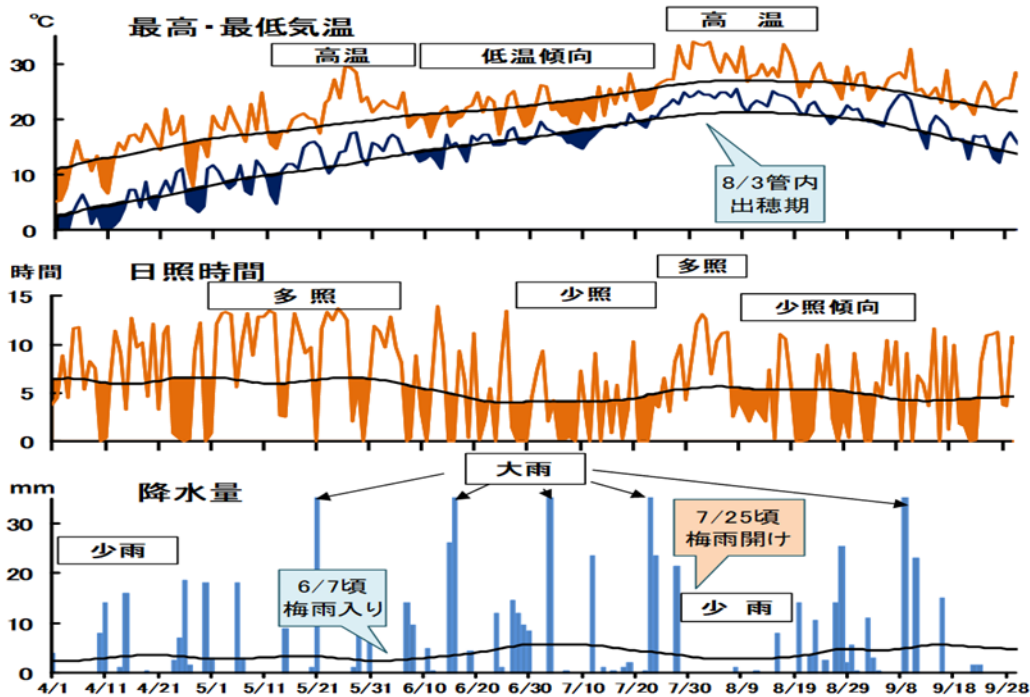 ℃
最高・最低気温
高温
低温傾向
高 温
30
20
10
0
8/3管内
出穂期
時間
日照時間
多 照
少照
多照
少照傾向
15
10
5
0
mm
降水量
大雨
30
20
10
0
少雨
6/7頃
梅雨入り
7/25頃
梅雨開け
少 雨
4/1 4/11 4/21 5/1 5/11 5/21 5/31 6/10 6/20 6/30 7/10 7/20 7/30 8/9 8/19 8/29 9/8 9/18 9/28